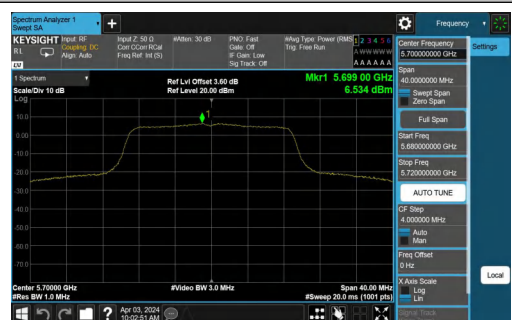 Spectrum Analyzer 1
Swept SA
Frequency
KEYSIGHT
RL
Input: RF
Coupling: DC
Align: Auto
Input Z: 50 Ω
Corr CCorr RCal
Freq Ref: Int (S)
#Atten: 30 dB
PNO: Fast
Gate: Off
IF Gain: Low
Sig Track: Off
#Avg Type: Power (RMS
Trig: Free Run
1 2 3 4 5 6
A W W W W W
A A A A A A
LV
1 Spectrum
Scale/Div 10 dB
Log
Ref Lvl Offset 3.60 dB
Ref Level 20.00 dBm
Mkr1 5.699 00 GHz
6.534 dBm
1
10.0
0.00
-10.0
-20.0
-30.0
-40.0
-50.0
-60.0
-70.0
Center 5.70000 GHz
#Res BW 1.0 MHz
#Video BW 3.0 MHz
Span 40.00 MHz
#Sweep 20.0 ms (1001 pts)
Apr 03, 2024
10:02:51 AM
Center Frequency
5.700000000 GHz
Settings
Span
40.0000000 MHz
Swept Span
Zero Span
Full Span
Start Freq
5.680000000 GHz
Stop Freq
5.720000000 GHz
AUTO TUNE
CF Step
4.000000 MHz
Auto
Man
Freq Offset
0 Hz
X Axis Scale
Log
Lin
Signal Track
Local